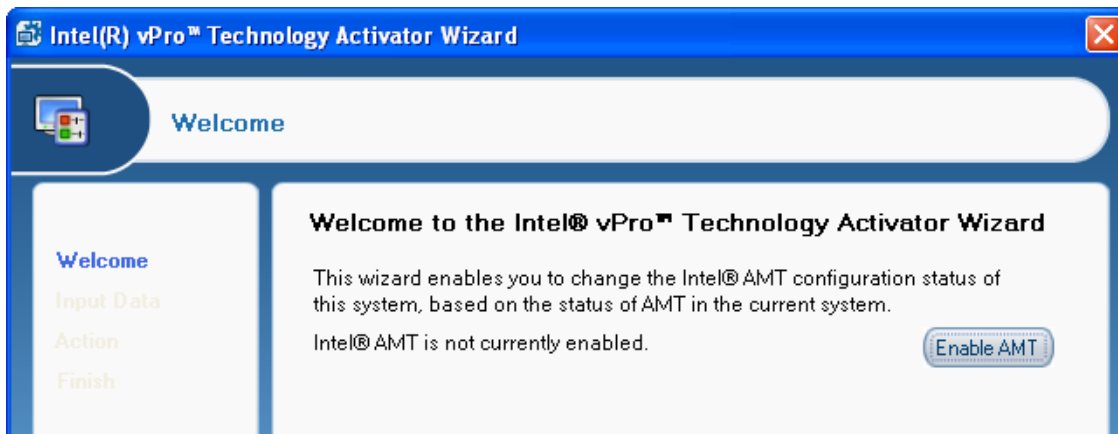 Intel(R) vPro™ Technology Activator Wizard
Welcome
Welcome to the Intel® vPro™ Technology Activator Wizard
Welcome
Input Data
Action
Finish
This wizard enables you to change the Intel® AMT configuration status of
this system, based on the status of AMT in the current system.
Intel® AMT is not currently enabled.
Enable AMT